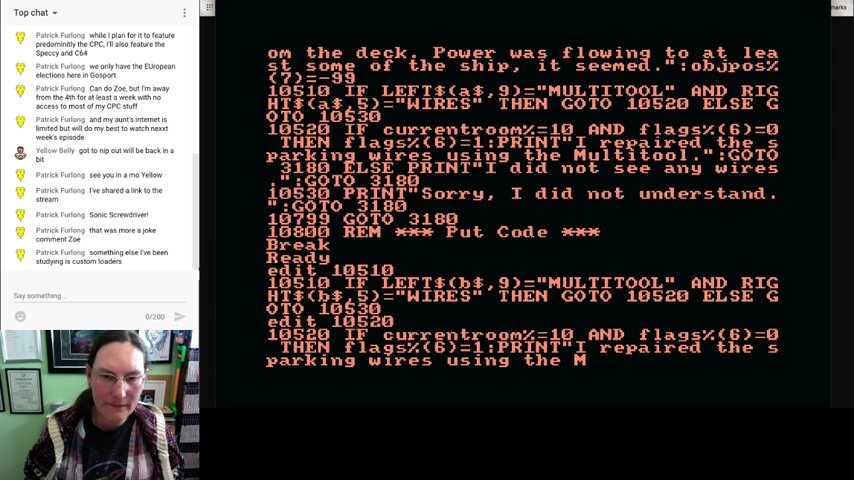 Top chat
Patrick Furlong while I plan for it to feature
predominitly the CPC, I'll also feature the
Speccy and C64
Patrick Furlong we only have the EUropean
elections here in Gosport
Patrick Furlong Can do Zoe, but I'm away
from the 4th for at least a week with no
access to most of my CPC stuff
Patrick Furlong and my aunt's internet is
limited but will do my best to watch nexxt
week's episode
Yellow Belly got to nip out will be back in a
bit
Patrick Furlong see you in a mo Yellow
Patrick Furlong I've shared a link to the
stream
Patrick Furlong Sonic Screwdriver!
Patrick Furlong that was more a joke
comment Zoe
Patrick Furlong something else I've been
studying is custom loaders
Say something...
0/200
marks
om the deck. Power was flowing to at lea
st some of the ship, it seemed.":objpos%
(7)=-99
10510 IF LEFT$(a$,9)="MULTITOOL" AND RIG
HT$(a$,5)="WIRES" THEN GOTO 10520 ELSE G
OTO 10530
10520 IF currentroom%=10 AND flags%(6)=0
THEN flags%(6)=1:PRINT"I repaired the s
parking wires using the Multitool.":GOTO
3180 ELSE PRINT"I did not see any wires
.":GOTO 3180
10530 PRINT"Sorry, I did not understand.
":GOTO 3180
10799 GOTO 3180
10800 REM *** Put Code ***
Break
Ready
edit 10510
10510 IF LEFT$(b$,9)="MULTITOOL" AND RIG
HT$(b$,5)="WIRES" THEN GOTO 10520 ELSE G
OTO 10530
edit 10520
10520 IF currentroom%=10 AND flags%(6)=0
THEN flags%(6)=1:PRINT"I repaired the s
parking wires using the M